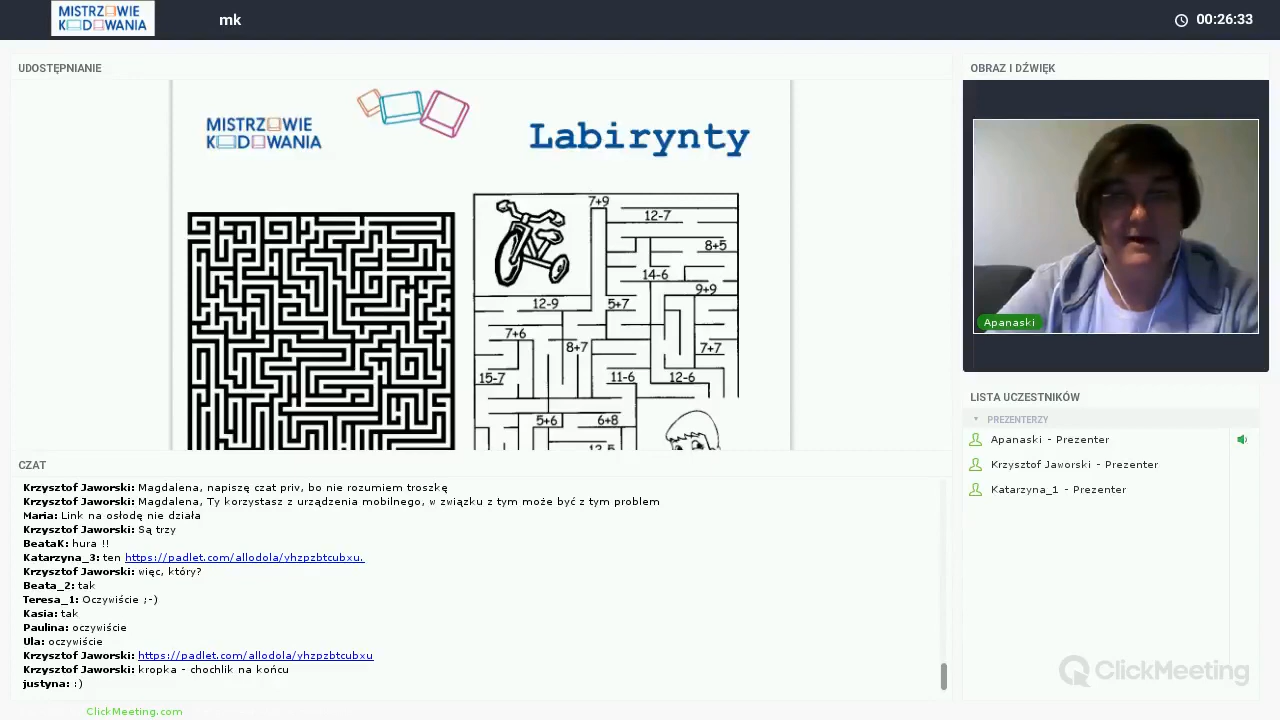 MISTRZOWIE
KODOWANIA
mk
00:26:33
UDOSTĘPNIANIE
OBRAZ I DŹWIĘK
MISTRZOWIE
KODOWANIA
Labirynty
7+9
12-7
8+5
14-6
9+9
12-9
5+7
7+6
8+7
7+7
15-7
11-6
12-6
5+6
6+8
Apanaski
LISTA UCZESTNIKÓW
PREZENTERZY
Apanaski - Prezenter
Krzysztof Jaworski - Prezenter
Katarzyna_1 - Prezenter
CZAT
Krzysztof Jaworski: Magdalena, napiszę czat priv, bo nie rozumiem troszkę
Krzysztof Jaworski: Magdalena, Ty korzystasz z urządzenia mobilnego, w związku z tym może być z tym problem
Maria: Link na osłodę nie działa
Krzysztof Jaworski: Są trzy
BeataK: hura !!
Katarzyna_3: ten https://padlet.com/allodola/yhzpzbtcubxu.
Krzysztof Jaworski: więc, który?
Beata_2: tak
Teresa_1: Oczywiście ;-)
Kasia: tak
Paulina: oczywiście
Ula: oczywiście
Krzysztof Jaworski: https://padlet.com/allodola/yhzpzbtcubxu
Krzysztof Jaworski: kropka - chochlik na końcu
justyna: :)
ClickMeeting
ClickMeeting.com